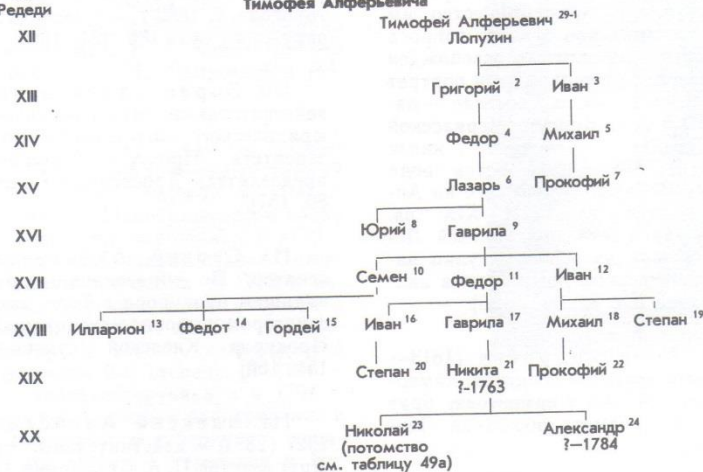 Редеди
Тимофея Алферьевича
XII
Тимофей Алферьевич 29-1
Лопухин
XIII
Григорий 2 Иван 3
XIV
Федор 4 Михаил 5
XV
Лазарь 6 Прокофий 7
XVI
Юрий 8 Гаврила 9
XVII
Семен 10 Федор 11 Иван 12
XVIII
Илларион 13 Федот 14 Гордей 15 Иван 16 Гаврила 17 Михаил 18 Степан 19
XIX
Степан 20 Никита 21 Прокофий 22
?-1763
XX
Николай 23 Александр 24
(потомство ?—1784
см. таблицу 49а)